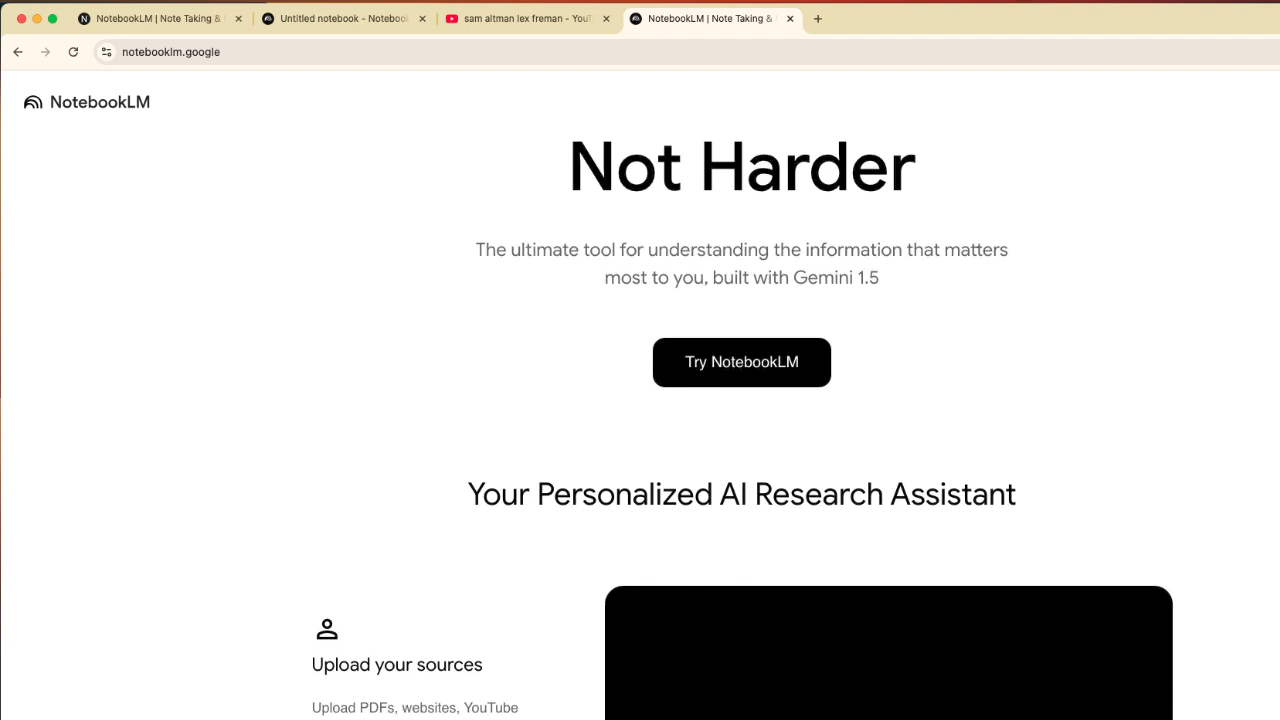 NotebookLM | Note Taking &
Untitled notebook - Notebook
sam altman lex freman - YouT
NotebookLM | Note Taking &
notebooklm.google
NotebookLM
Not Harder
The ultimate tool for understanding the information that matters
most to you, built with Gemini 1.5
Try NotebookLM
Your Personalized AI Research Assistant
Upload your sources
Upload PDFs, websites, YouTube